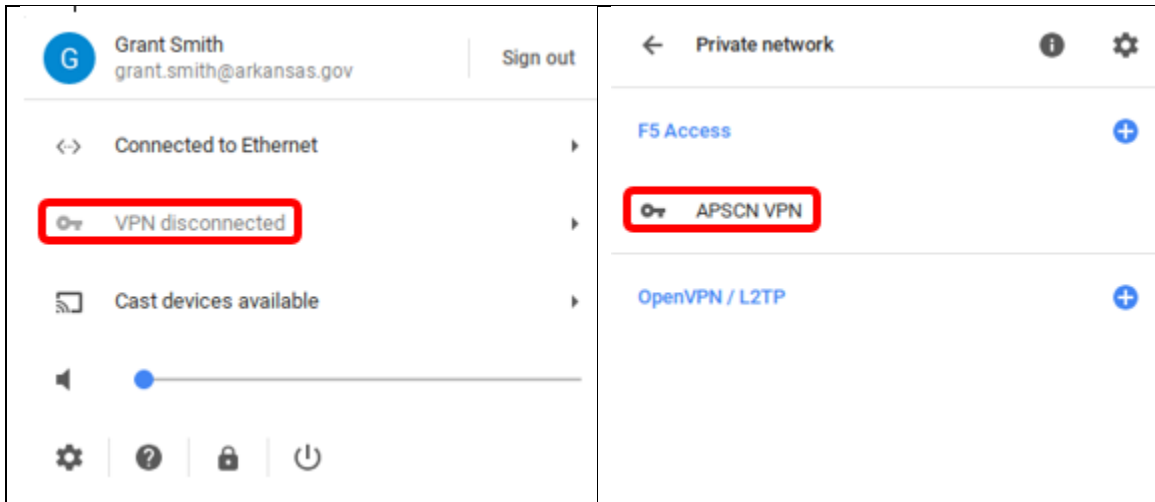 G
Grant Smith
grant.smith@arkansas.gov
Sign out
Connected to Ethernet
VPN disconnected
Cast devices available
Private network
F5 Access
APSCN VPN
OpenVPN / L2TP